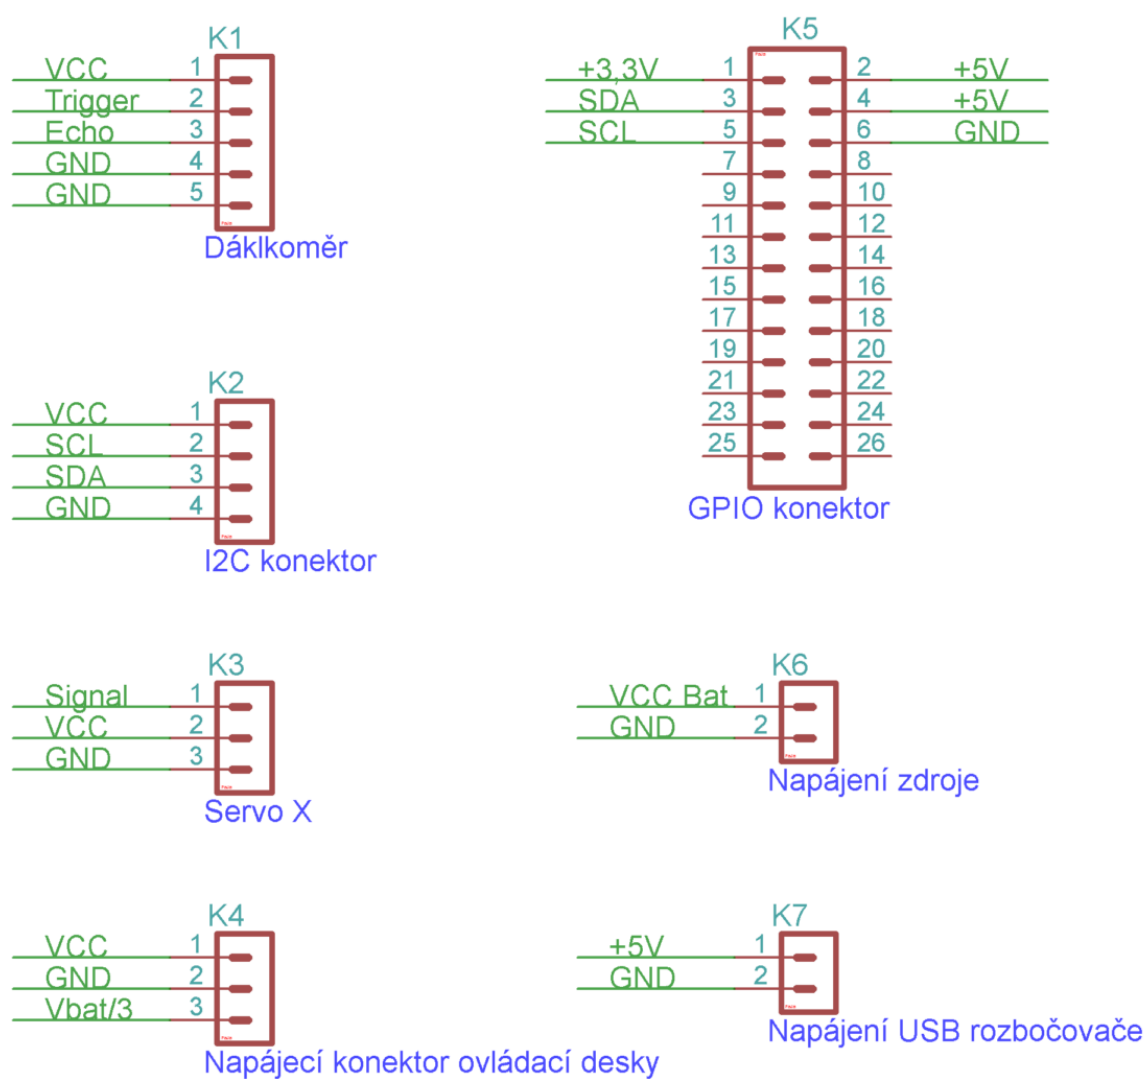 K1
VCC 1
Trigger 2
Echo 3
GND 4
GND 5
Dáklkoměr
K5
+3,3V 1 2 +5V
SDA 3 4 +5V
SCL 5 6 GND
7 8
9 10
11 12
13 14
15 16
17 18
19 20
21 22
23 24
25 26
GPIO konektor
K2
VCC 1
SCL 2
SDA 3
GND 4
I2C konektor
K3
Signal 1
VCC 2
GND 3
Servo X
K6
VCC Bat 1
GND 2
Napájení zdroje
K4
VCC 1
GND 2
Vbat/3 3
Napájecí konektor ovládací desky
K7
+5V 1
GND 2
Napájení USB rozbočovače